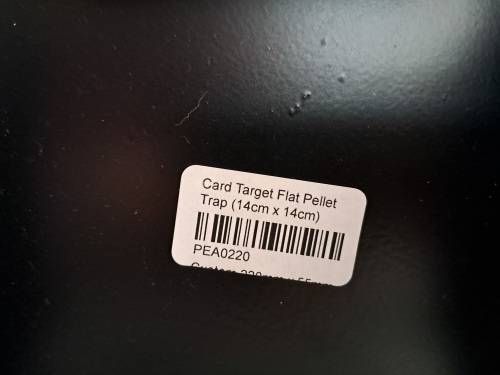 Card Target Flat Pellet
Trap (14cm x 14cm)
PEA0220